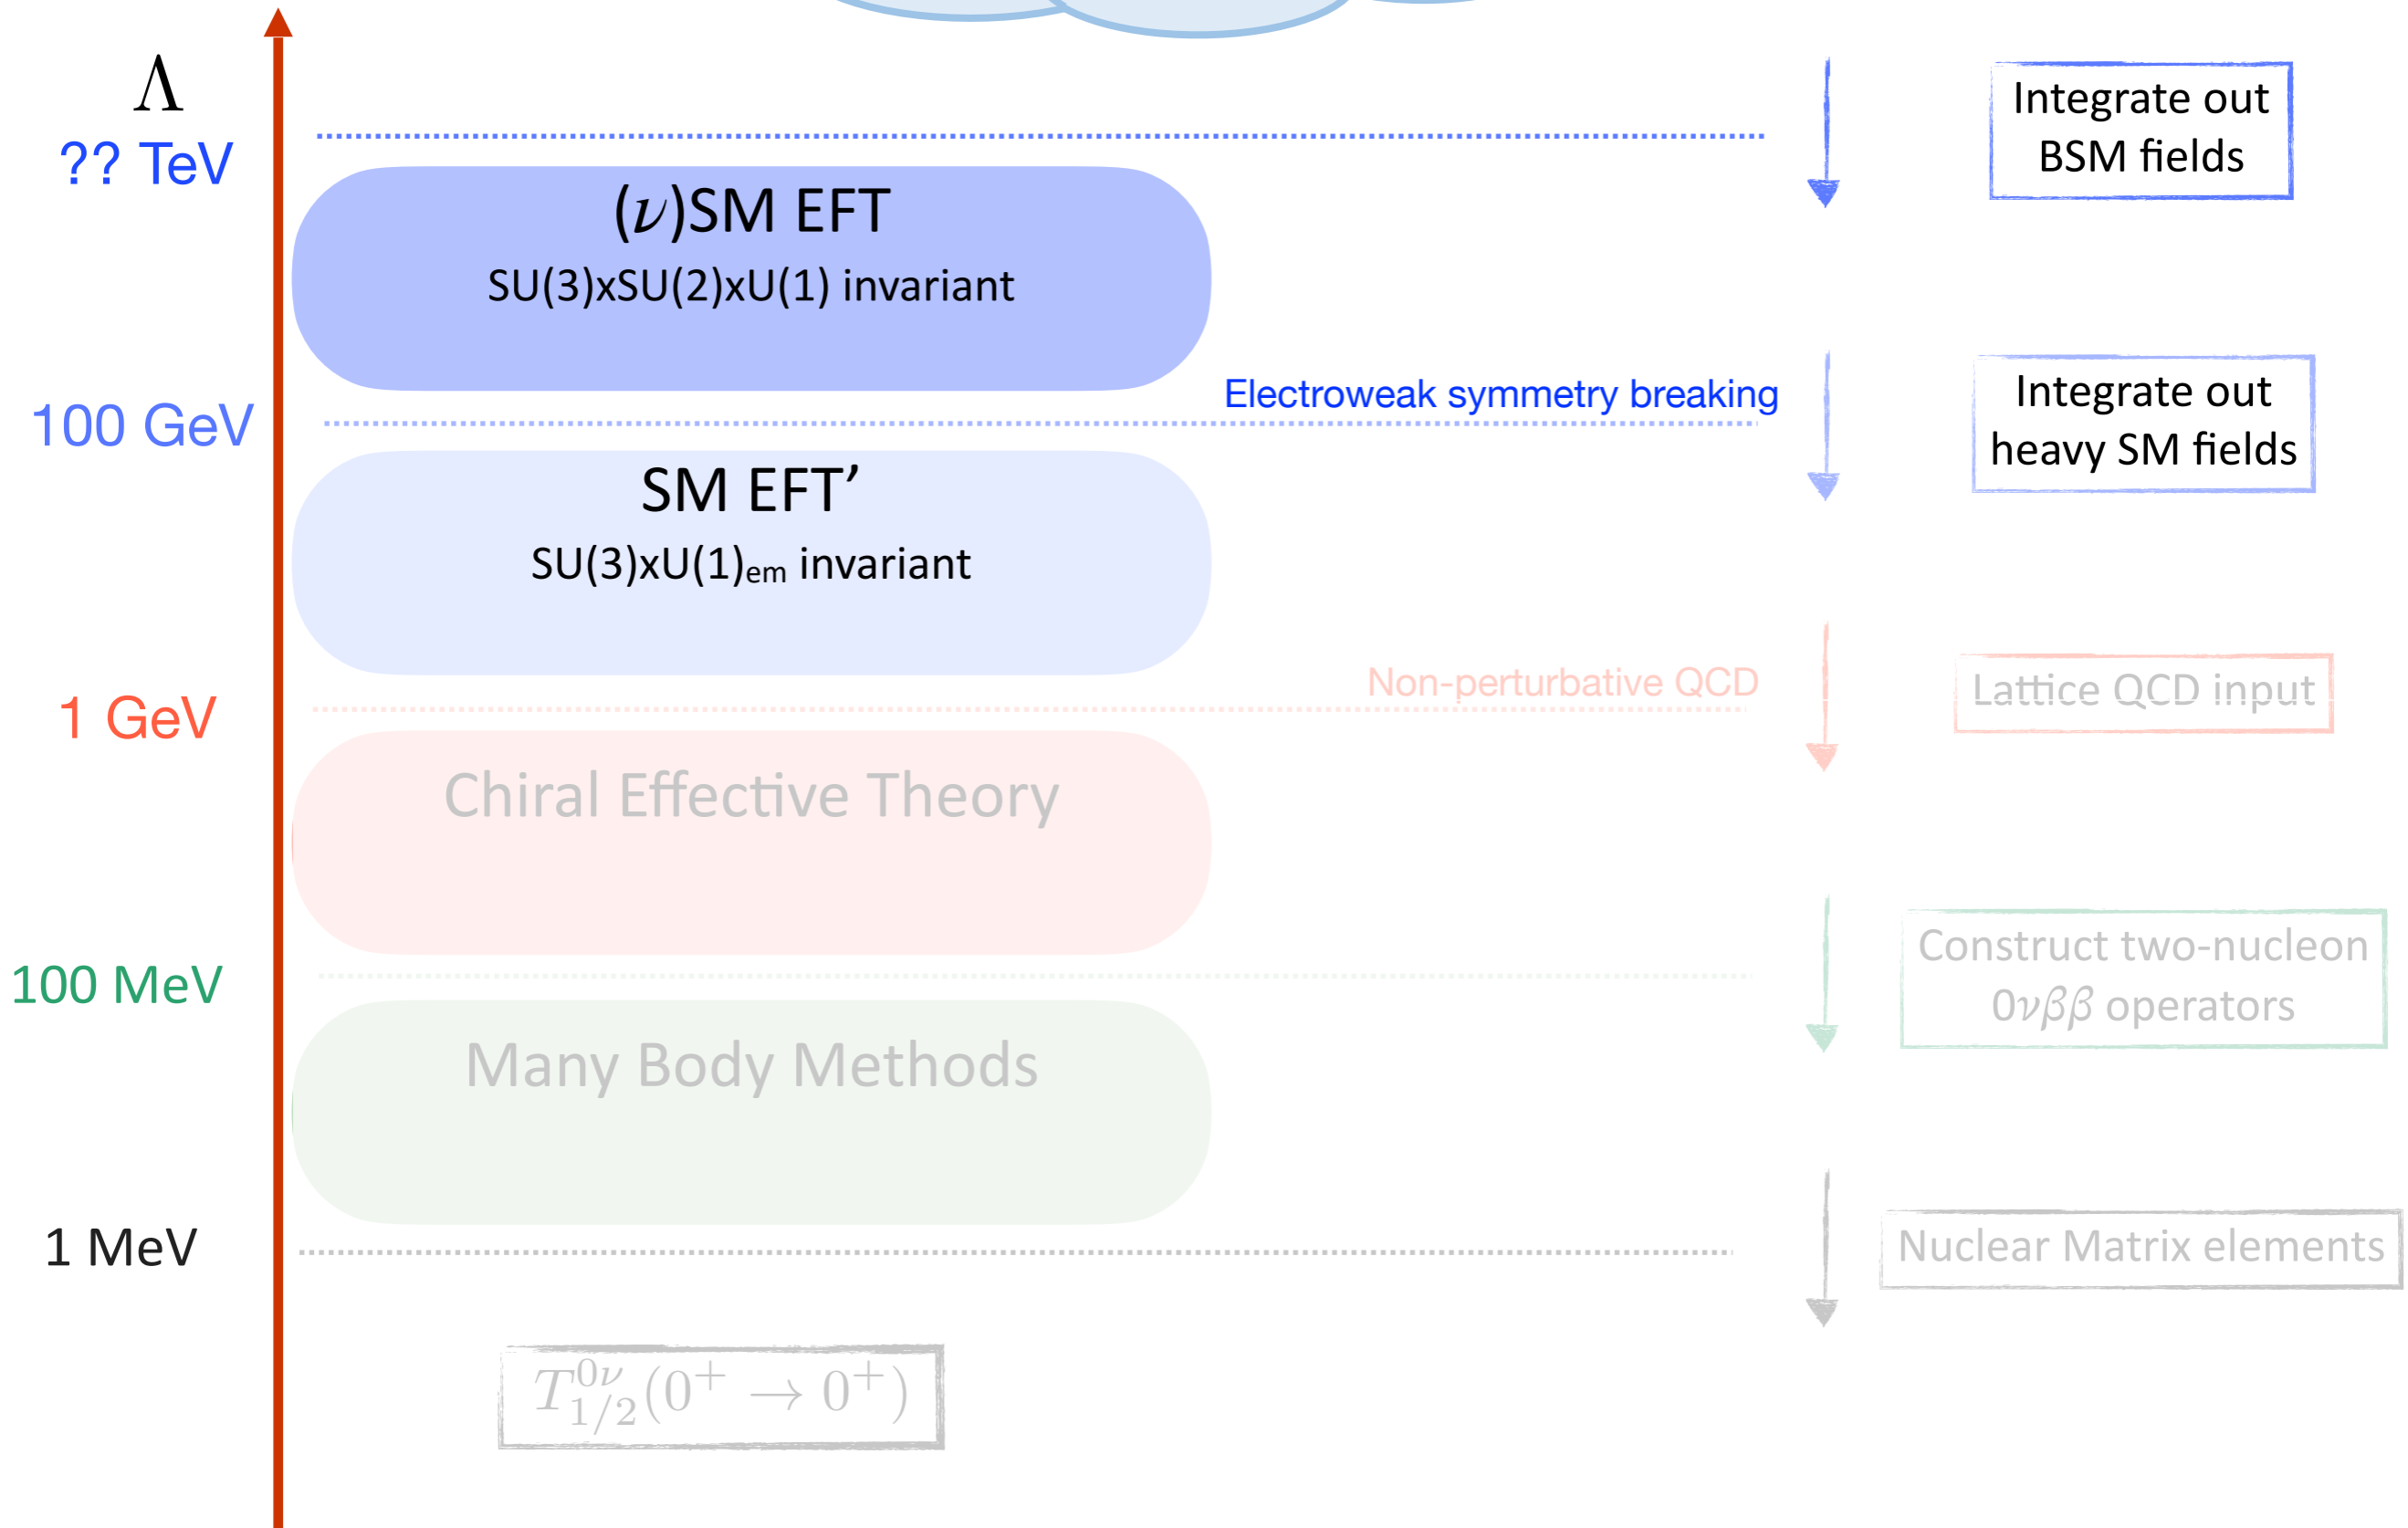 Λ
?? TeV
Integrate out
BSM fields
(ν)SM EFT
SU(3)xSU(2)xU(1) invariant
100 GeV
Electroweak symmetry breaking
Integrate out
heavy SM fields
SM EFT’
SU(3)xU(1)em invariant
1 GeV
Non-perturbative QCD
Lattice QCD input
Chiral Effective Theory
100 MeV
Construct two-nucleon
0νββ operators
Many Body Methods
1 MeV
Nuclear Matrix elements
T^{0ν}_{1/2}(0^+ → 0^+)